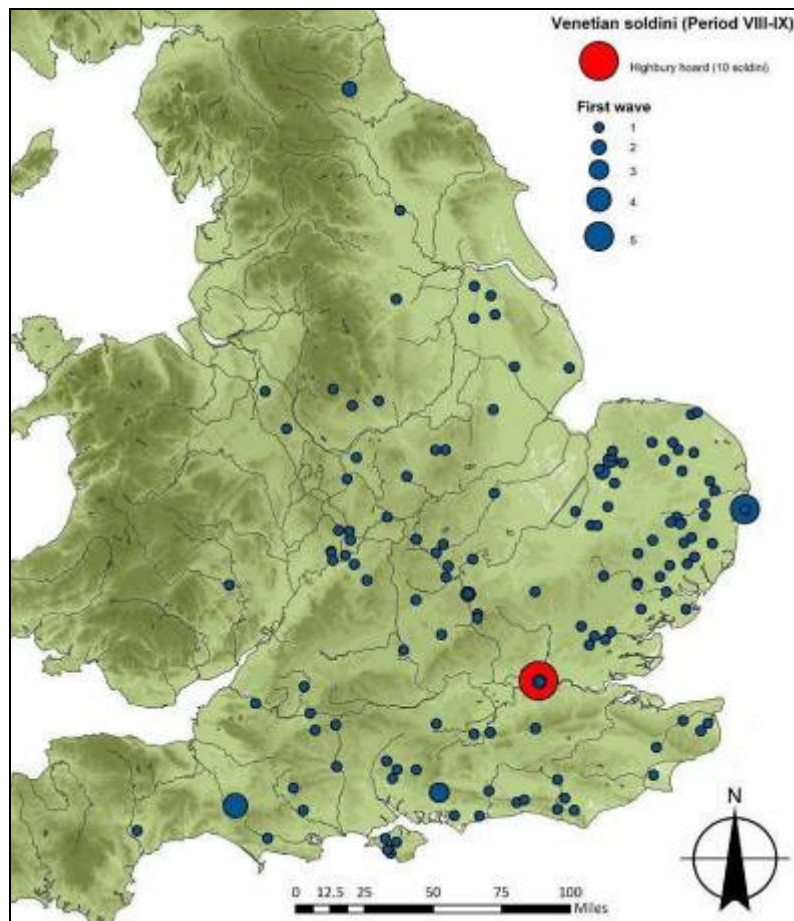 Venetian soldini (Period VIII-IX)
Highbury hoard (10 soldini)
First wave
1
2
3
4
5
N
0 12.5 25 50 75 100
Miles